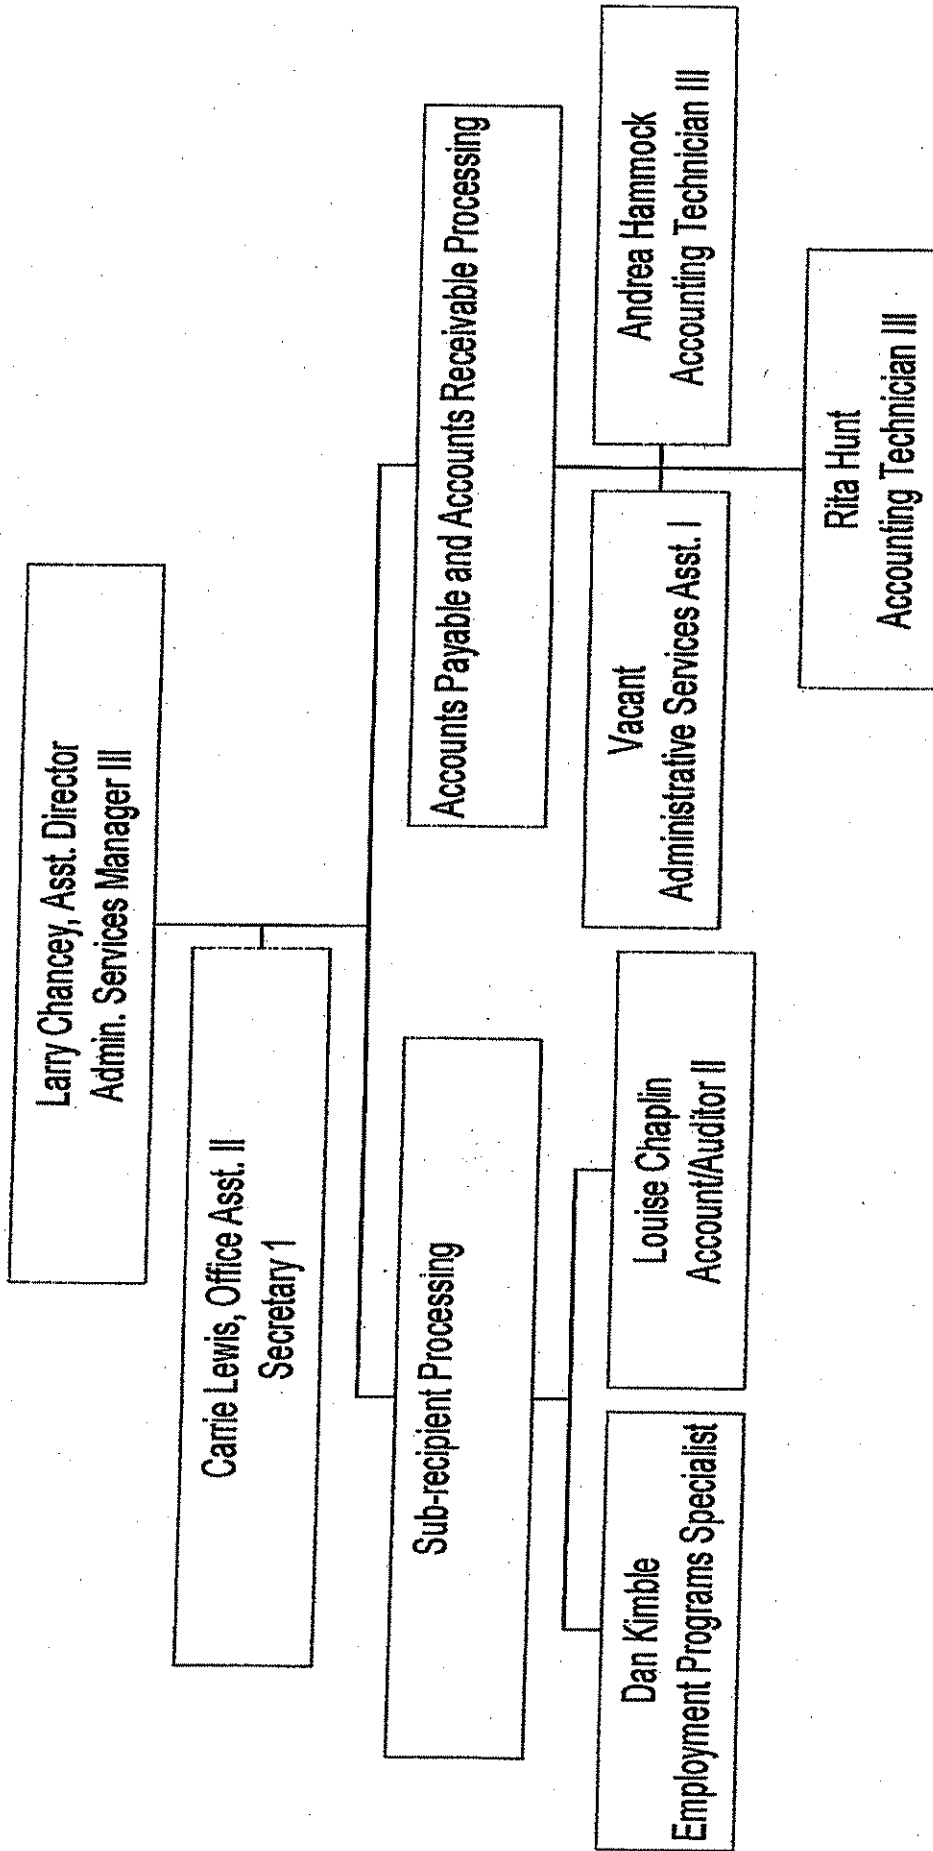 Larry Chancey, Asst. Director
Admin. Services Manager III
Carrie Lewis, Office Asst. II
Secretary 1
Sub-recipient Processing
Accounts Payable and Accounts Receivable Processing
Dan Kimble
Employment Programs Specialist
Louise Chaplin
Account/Auditor II
Vacant
Administrative Services Asst. I
Andrea Hammock
Accounting Technician III
Rita Hunt
Accounting Technician III